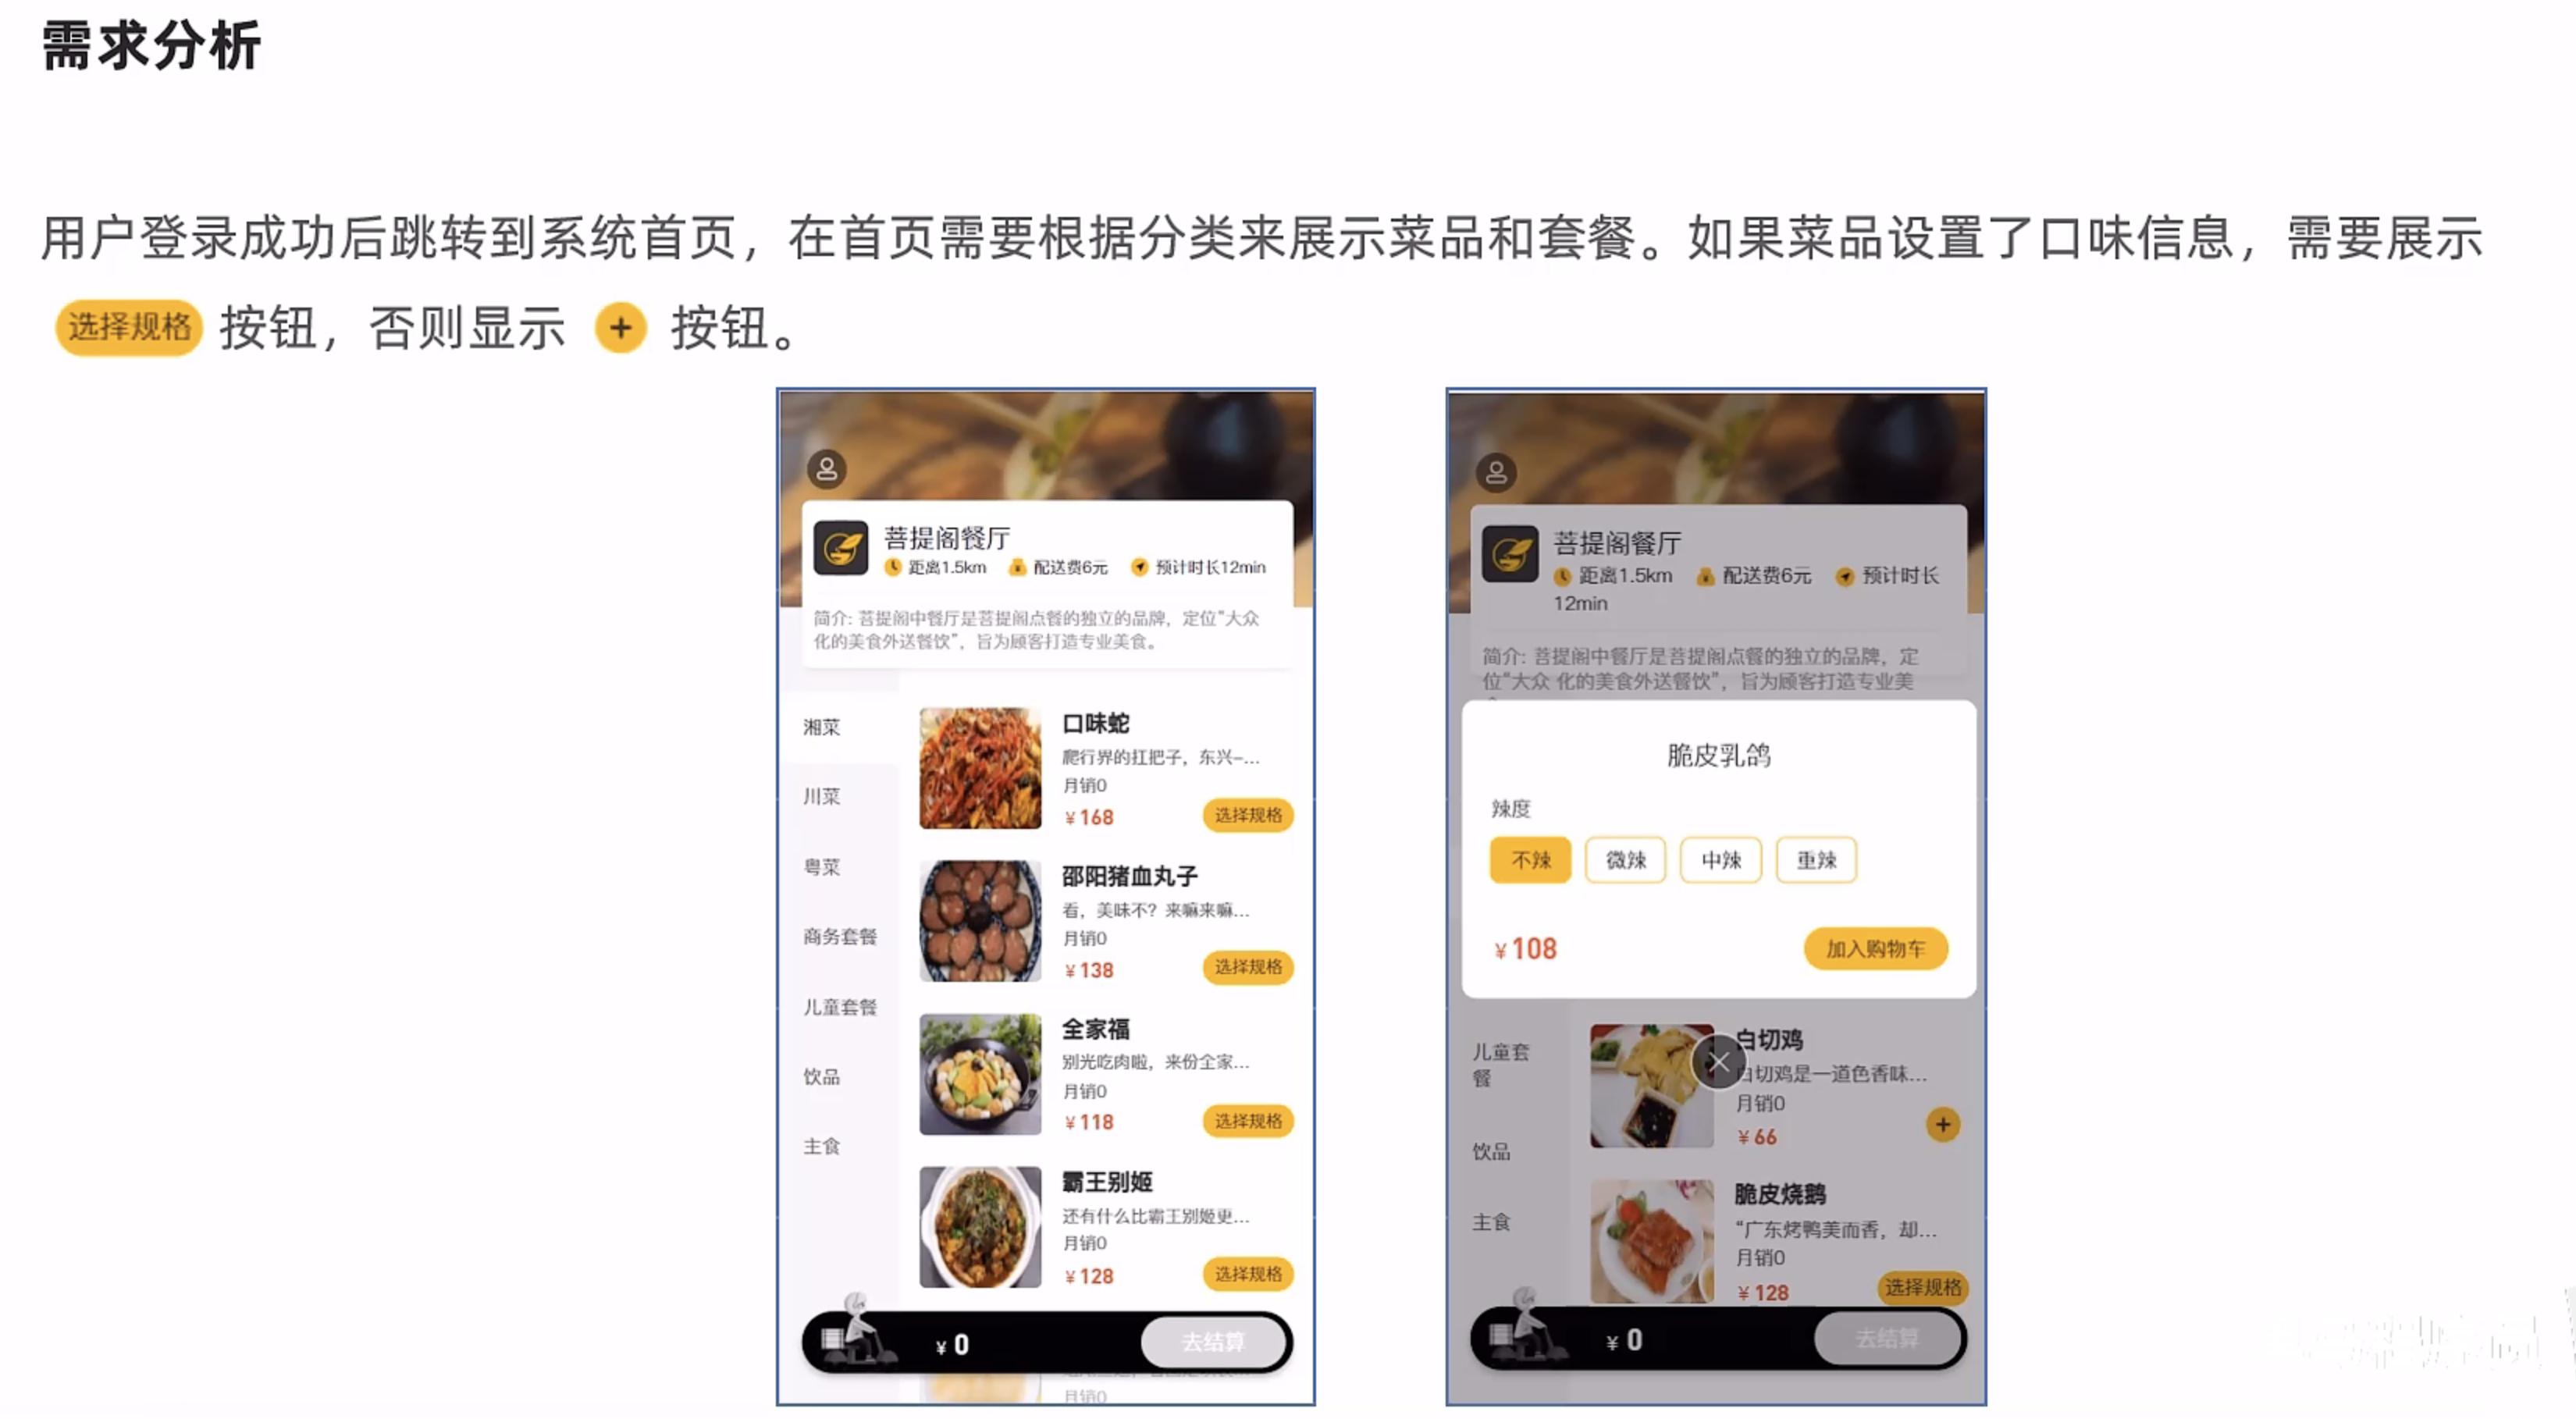 需求分析
用户登录成功后跳转到系统首页，在首页需要根据分类来展示菜品和套餐。如果菜品设置了口味信息，需要展示
选择规格 按钮，否则显示 + 按钮。
菩提阁餐厅
距离1.5km 配送费6元 预计时长12min
简介: 菩提阁中餐厅是菩提阁点餐的独立的品牌，定位“大众
化的美食外送餐饮”，旨为顾客打造专业美食。
湘菜
川菜
粤菜
商务套餐
儿童套餐
饮品
主食
口味蛇
爬行界的扛把子，东兴-...
月销0
¥168
选择规格
邵阳猪血丸子
看，美味不？来嘛来嘛...
月销0
¥138
选择规格
全家福
别光吃肉啦，来份全家...
月销0
¥118
选择规格
霸王别姬
还有什么比霸王别姬更...
月销0
¥128
选择规格
¥0
去结算
月销0
菩提阁餐厅
距离1.5km 配送费6元 预计时长
12min
简介: 菩提阁中餐厅是菩提阁点餐的独立的品牌，定
位“大众 化的美食外送餐饮”，旨为顾客打造专业美
脆皮乳鸽
辣度
不辣 微辣 中辣 重辣
¥108
加入购物车
儿童套
餐
饮品
主食
白切鸡
白切鸡是一道色香味...
月销0
¥66
+
脆皮烧鹅
“广东烤鸭美而香，却...
月销0
¥128
选择规格
¥0
去结算